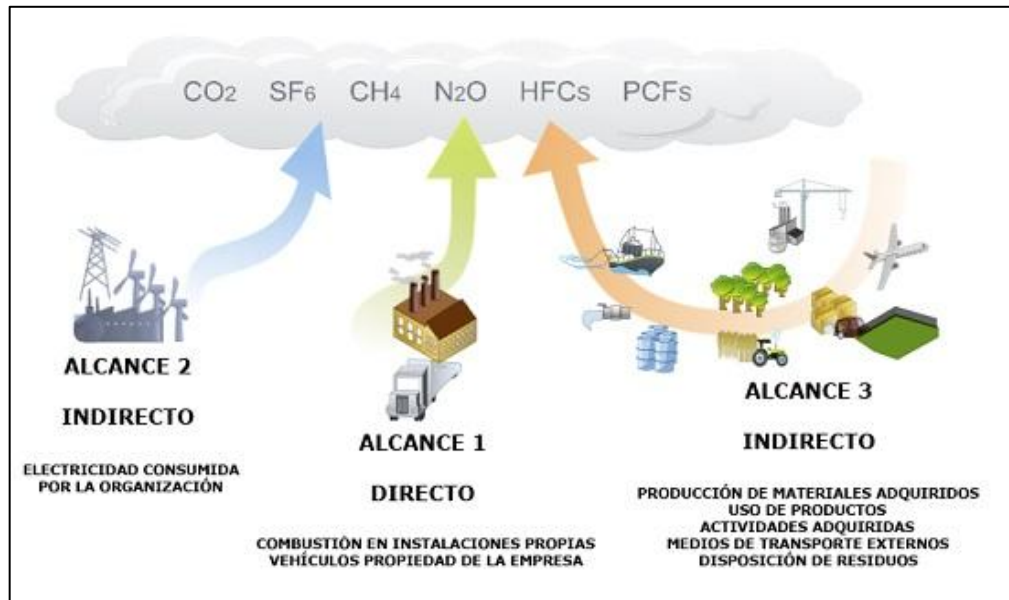 CO2 SF6 CH4 N2O HFCS PCFS
ALCANCE 2
INDIRECTO
ELECTRICIDAD CONSUMIDA
POR LA ORGANIZACIÓN
ALCANCE 1
DIRECTO
COMBUSTIÓN EN INSTALACIONES PROPIAS
VEHÍCULOS PROPIEDAD DE LA EMPRESA
ALCANCE 3
INDIRECTO
PRODUCCIÓN DE MATERIALES ADQUIRIDOS
USO DE PRODUCTOS
ACTIVIDADES ADQUIRIDAS
MEDIOS DE TRANSPORTE EXTERNOS
DISPOSICIÓN DE RESIDUOS